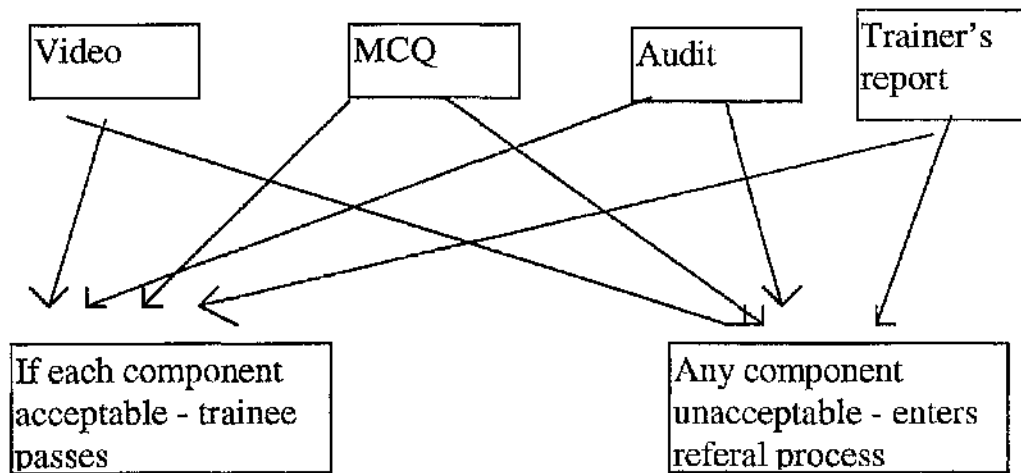 Video
MCQ
Audit
Trainer's
report
If each component
acceptable - trainee
passes
Any component
unacceptable - enters
referal process